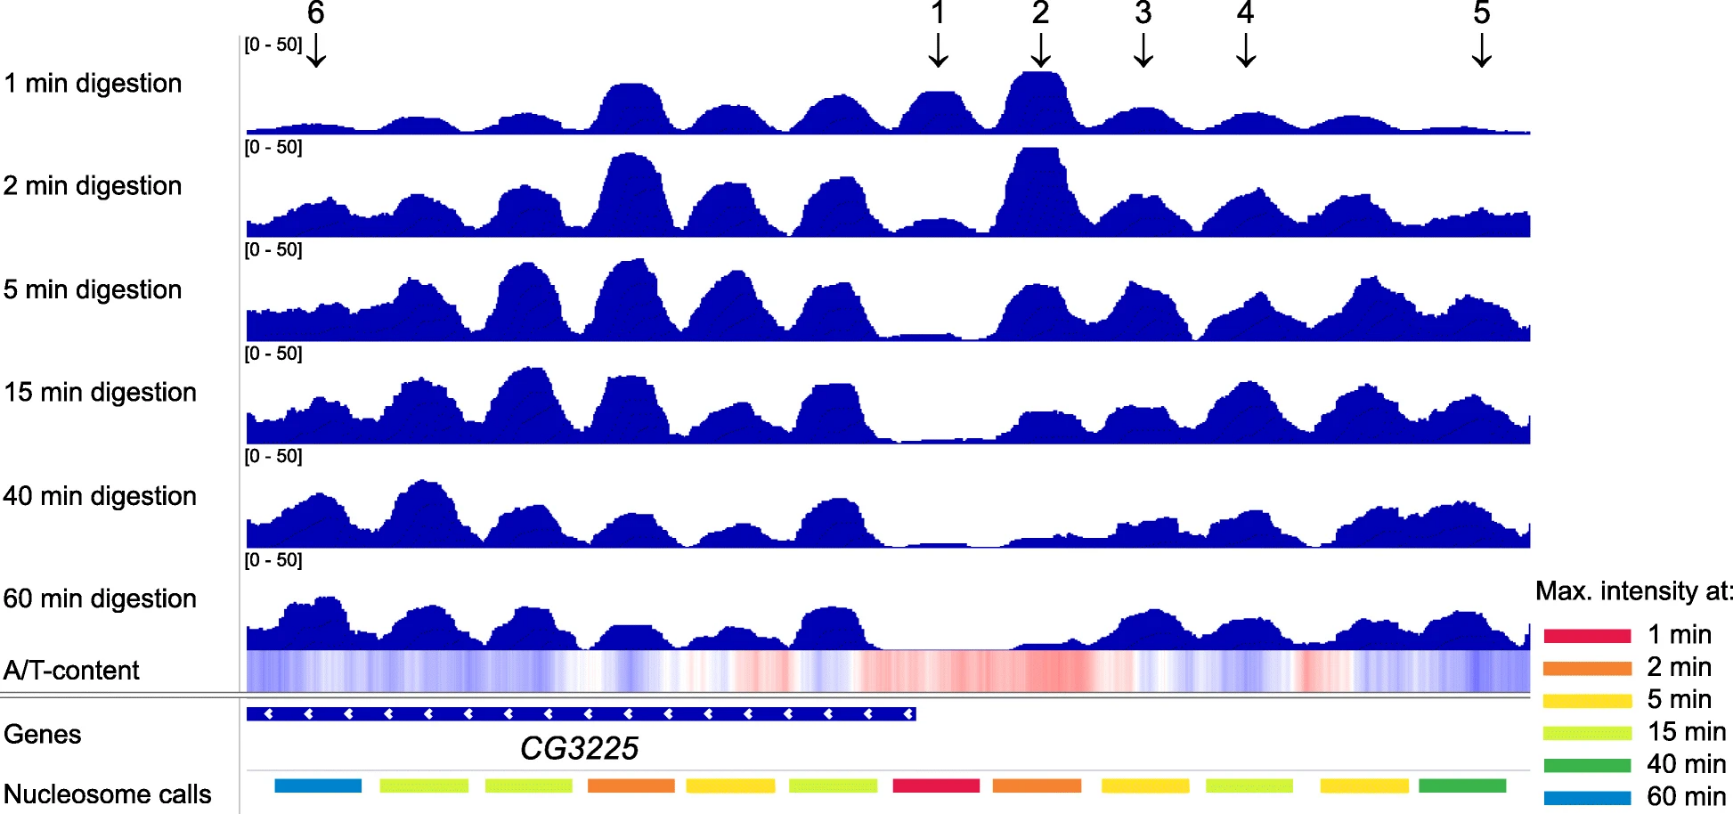 6 1 2 3 4 5
[0 - 50]
1 min digestion
[0 - 50]
2 min digestion
[0 - 50]
5 min digestion
[0 - 50]
15 min digestion
[0 - 50]
40 min digestion
[0 - 50]
60 min digestion
A/T-content
Genes
CG3225
Nucleosome calls
Max. intensity at:
1 min
2 min
5 min
15 min
40 min
60 min